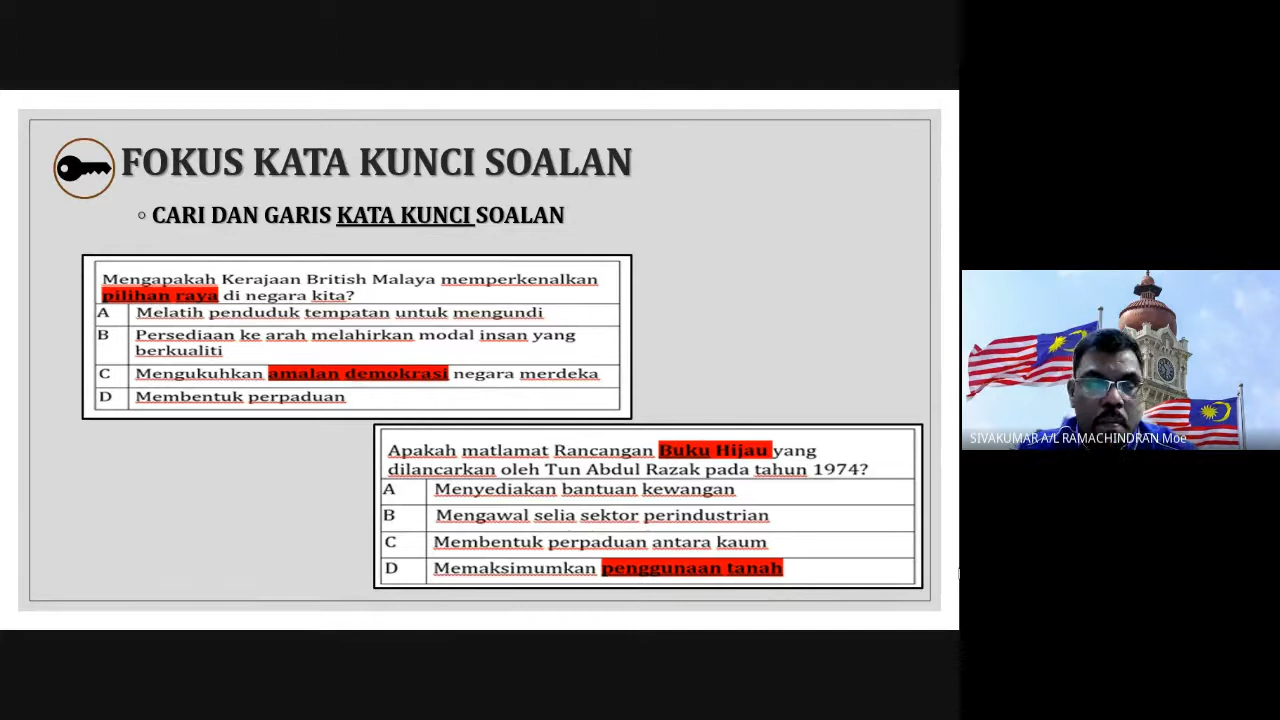 FOKUS KATA KUNCI SOALAN
CARI DAN GARIS KATA KUNCI SOALAN
Mengapakah Kerajaan British Malaya memperkenalkan
pilihan raya di negara kita?
A Melatih penduduk tempatan untuk mengundi
B Persediaan ke arah melahirkan modal insan yang
berkualiti
C Mengukuhkan amalan demokrasi negara merdeka
D Membentuk perpaduan
Apakah matlamat Rancangan Buku Hijau yang
dilancarkan oleh Tun Abdul Razak pada tahun 1974?
A Menyediakan bantuan kewangan
B Mengawal selia sektor perindustrian
C Membentuk perpaduan antara kaum
D Memaksimumkan penggunaan tanah
SIVAKUMAR A/L RAMACHINDRAN Moe